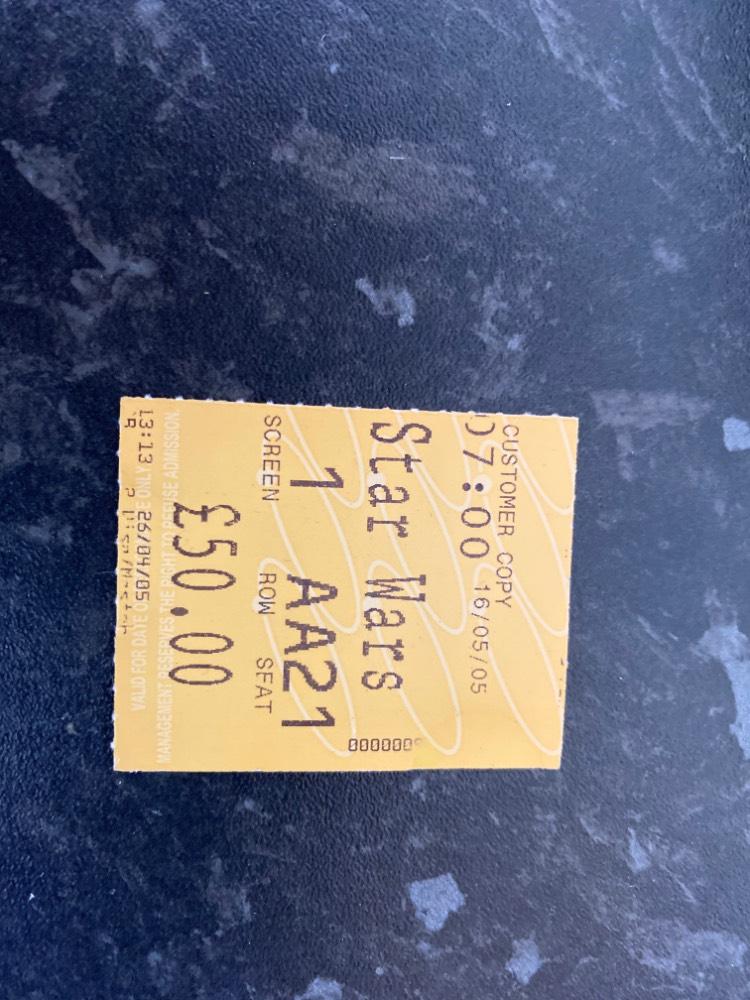 CUSTOMER COPY
07:00 16/05/05
Star Wars
0000000
1 AA21
SCREEN ROW SEAT
£50.00
MANAGEMENT RESERVES THE RIGHT TO REFUSE ADMISSION.
VALID FOR DATE ONLY
13:13 26/04/05